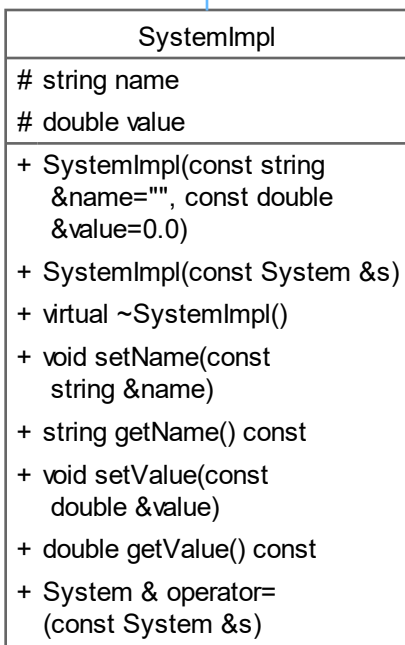 SystemImpl
# string name
# double value
+ SystemImpl(const string
&name="", const double
&value=0.0)
+ SystemImpl(const System &s)
+ virtual ~SystemImpl()
+ void setName(const
string &name)
+ string getName() const
+ void setValue(const
double &value)
+ double getValue() const
+ System & operator=
(const System &s)